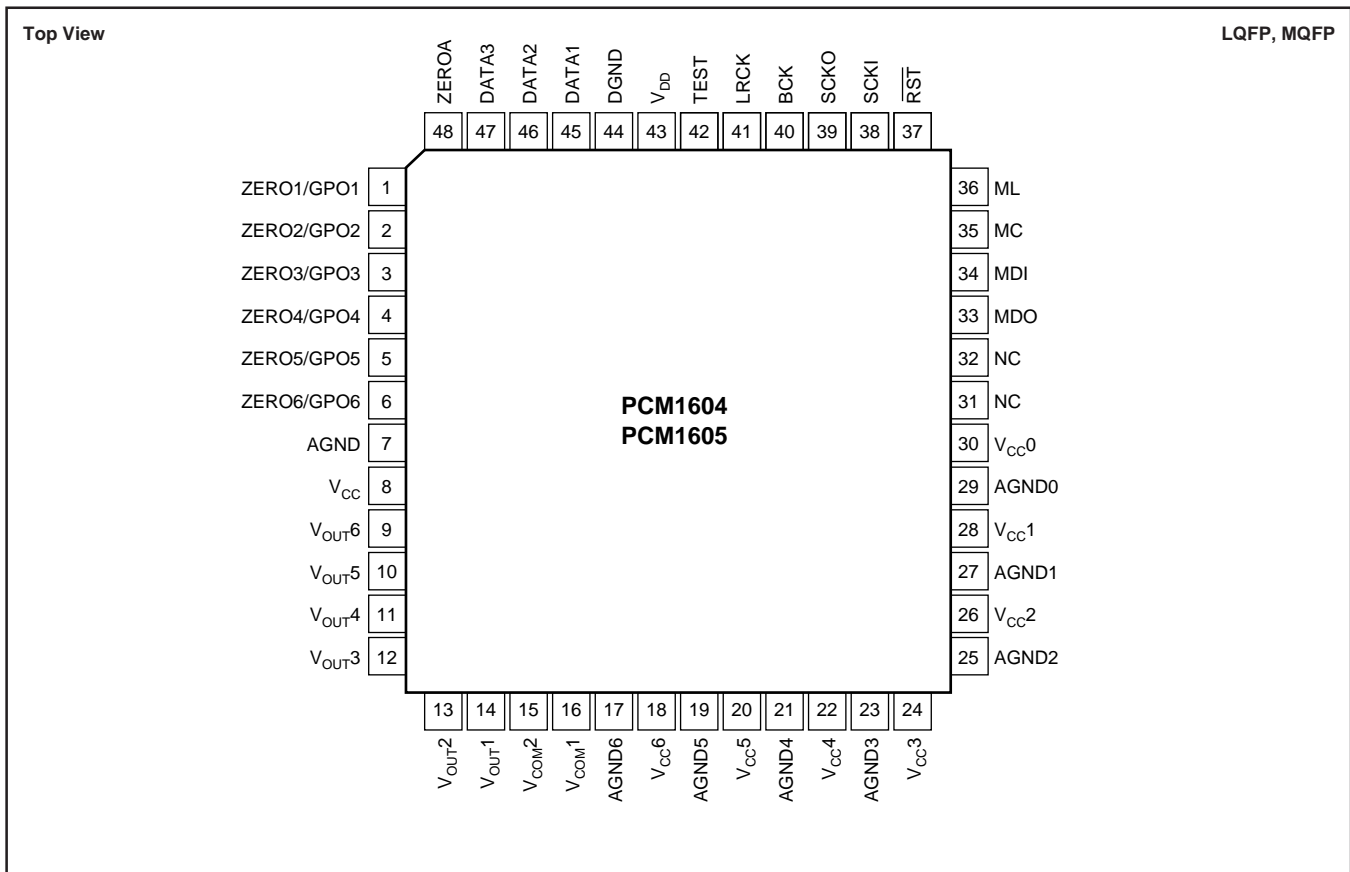 Top View
LQFP, MQFP
ZEROA
DATA3
DATA2
DATA1
DGND
VDD
TEST
LRCK
BCK
SCKO
SCKI
RST
48 47 46 45 44 43 42 41 40 39 38 37
ZERO1/GPO1 1
ZERO2/GPO2 2
ZERO3/GPO3 3
ZERO4/GPO4 4
ZERO5/GPO5 5
ZERO6/GPO6 6
AGND 7
VCC 8
VOUT6 9
VOUT5 10
VOUT4 11
VOUT3 12
PCM1604
PCM1605
36 ML
35 MC
34 MDI
33 MDO
32 NC
31 NC
30 VCC0
29 AGND0
28 VCC1
27 AGND1
26 VCC2
25 AGND2
13 14 15 16 17 18 19 20 21 22 23 24
VOUT2
VOUT1
VCOM2
VCOM1
AGND6
VCC6
AGND5
VCC5
AGND4
VCC4
AGND3
VCC3